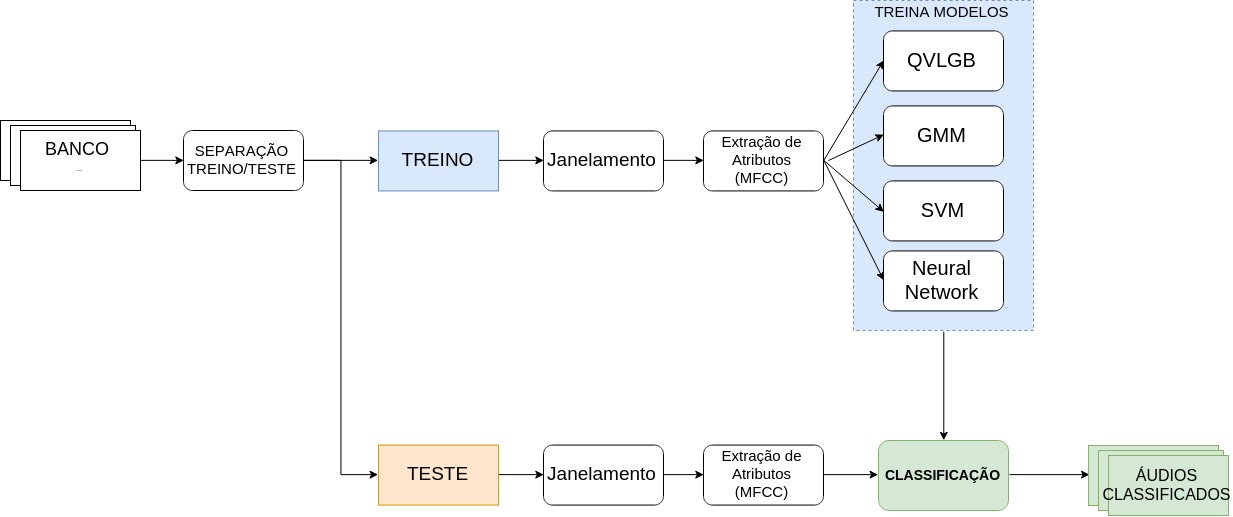 TREINA MODELOS
QVLGB
GMM
SVM
Neural
Network
BANCO
SEPARAÇÃO
TREINO/TESTE
TREINO
Janelamento
Extração de
Atributos
(MFCC)
TESTE
Janelamento
Extração de
Atributos
(MFCC)
CLASSIFICAÇÃO
ÁUDIOS
CLASSIFICADOS